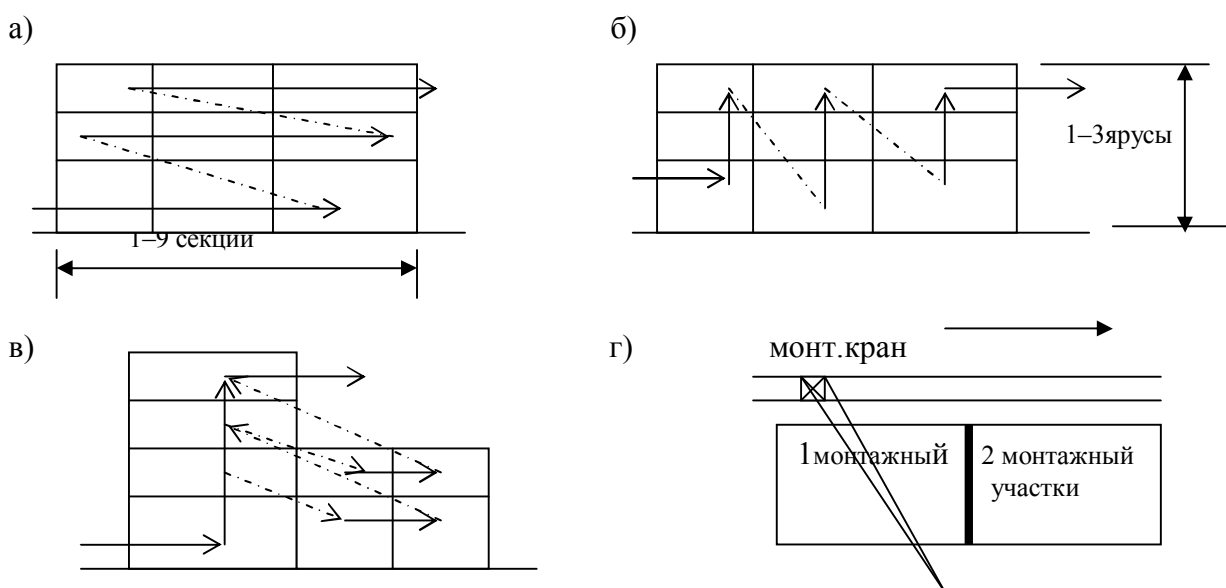 а)
1–9 секции
б)
1–3ярусы
в)
г)
монт.кран
1монтажный
2 монтажный
участки